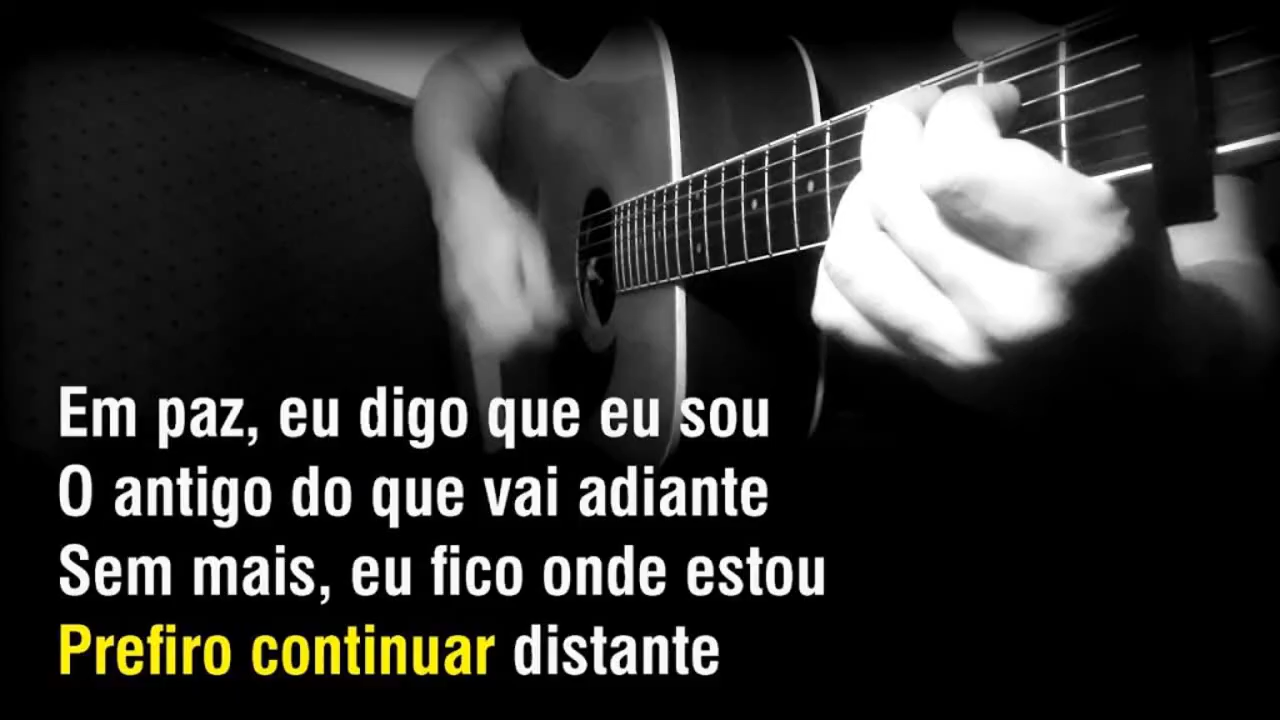 Em paz, eu digo que eu sou
O antigo do que vai adiante
Sem mais, eu fico onde estou
Prefiro continuar distante